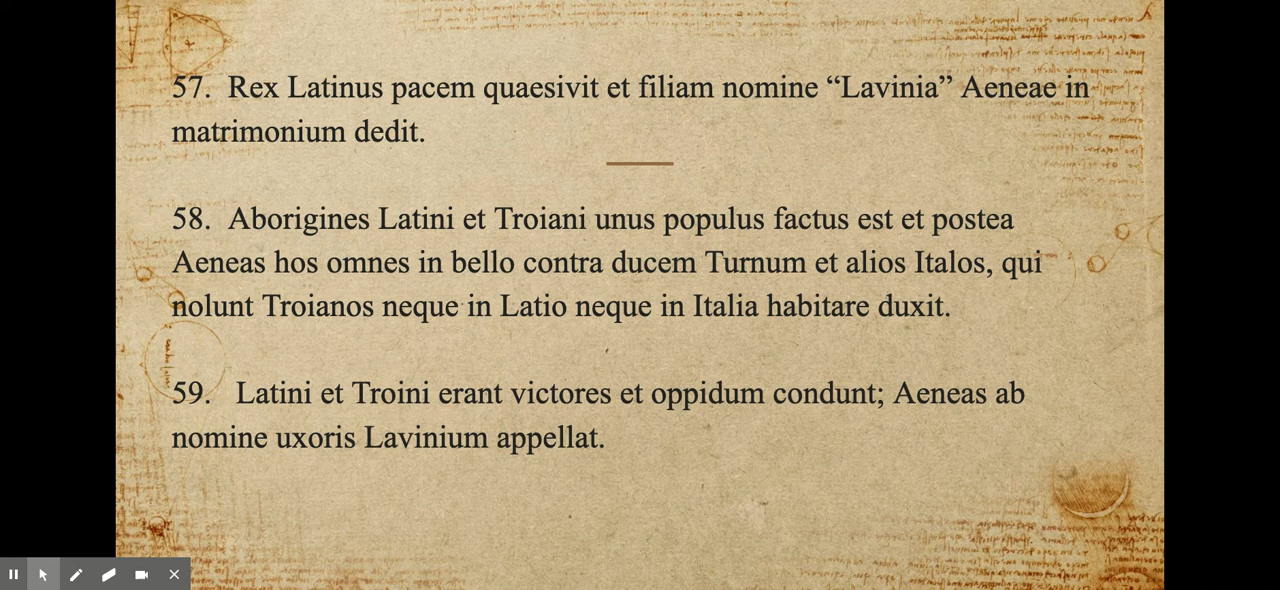 57. Rex Latinus pacem quaesivit et filiam nomine “Lavinia” Aeneae in
matrimonium dedit.
58. Aborigines Latini et Troiani unus populus factus est et postea
Aeneas hos omnes in bello contra ducem Turnum et alios Italos, qui
nolunt Troianos neque in Latio neque in Italia habitare duxit.
59. Latini et Troini erant victores et oppidum condunt; Aeneas ab
nomine uxoris Lavinium appellat.